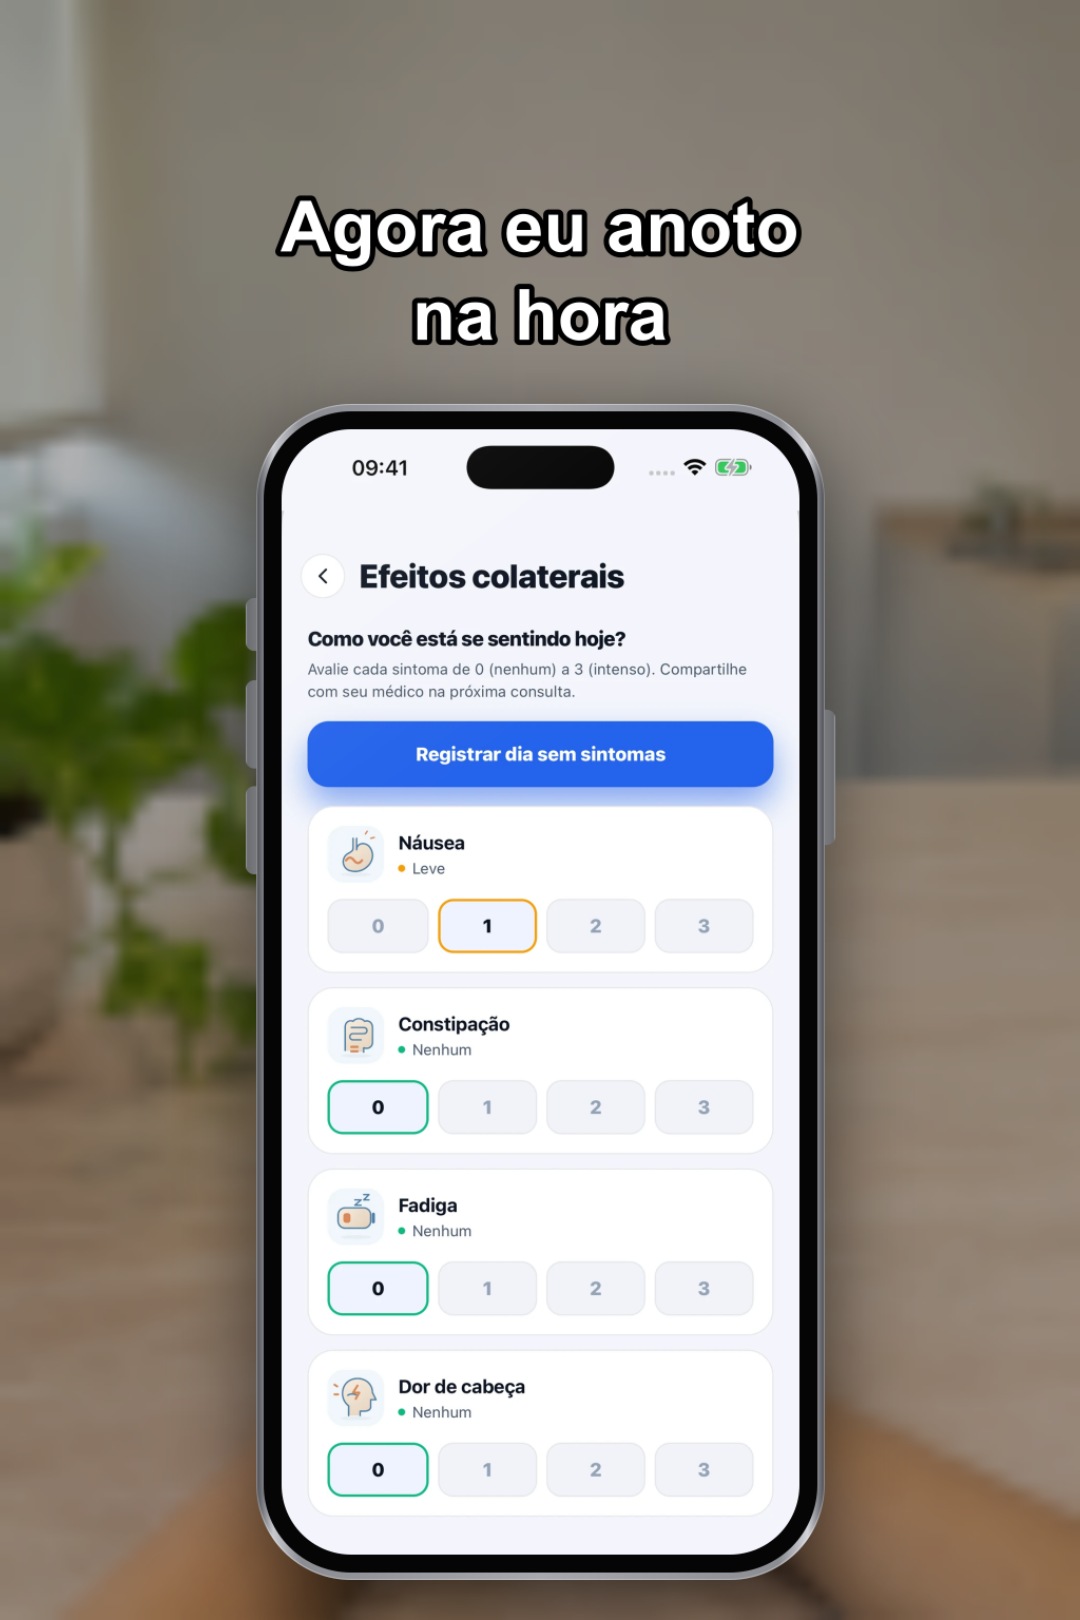 Agora eu anoto
na hora
09:41
Efeitos colaterais
Como você está se sentindo hoje?
Avalie cada sintoma de 0 (nenhum) a 3 (intenso). Compartilhe
com seu médico na próxima consulta.
Registrar dia sem sintomas
Náusea
Leve
0 1 2 3
Constipação
Nenhum
0 1 2 3
Fadiga
Nenhum
0 1 2 3
Dor de cabeça
Nenhum
0 1 2 3